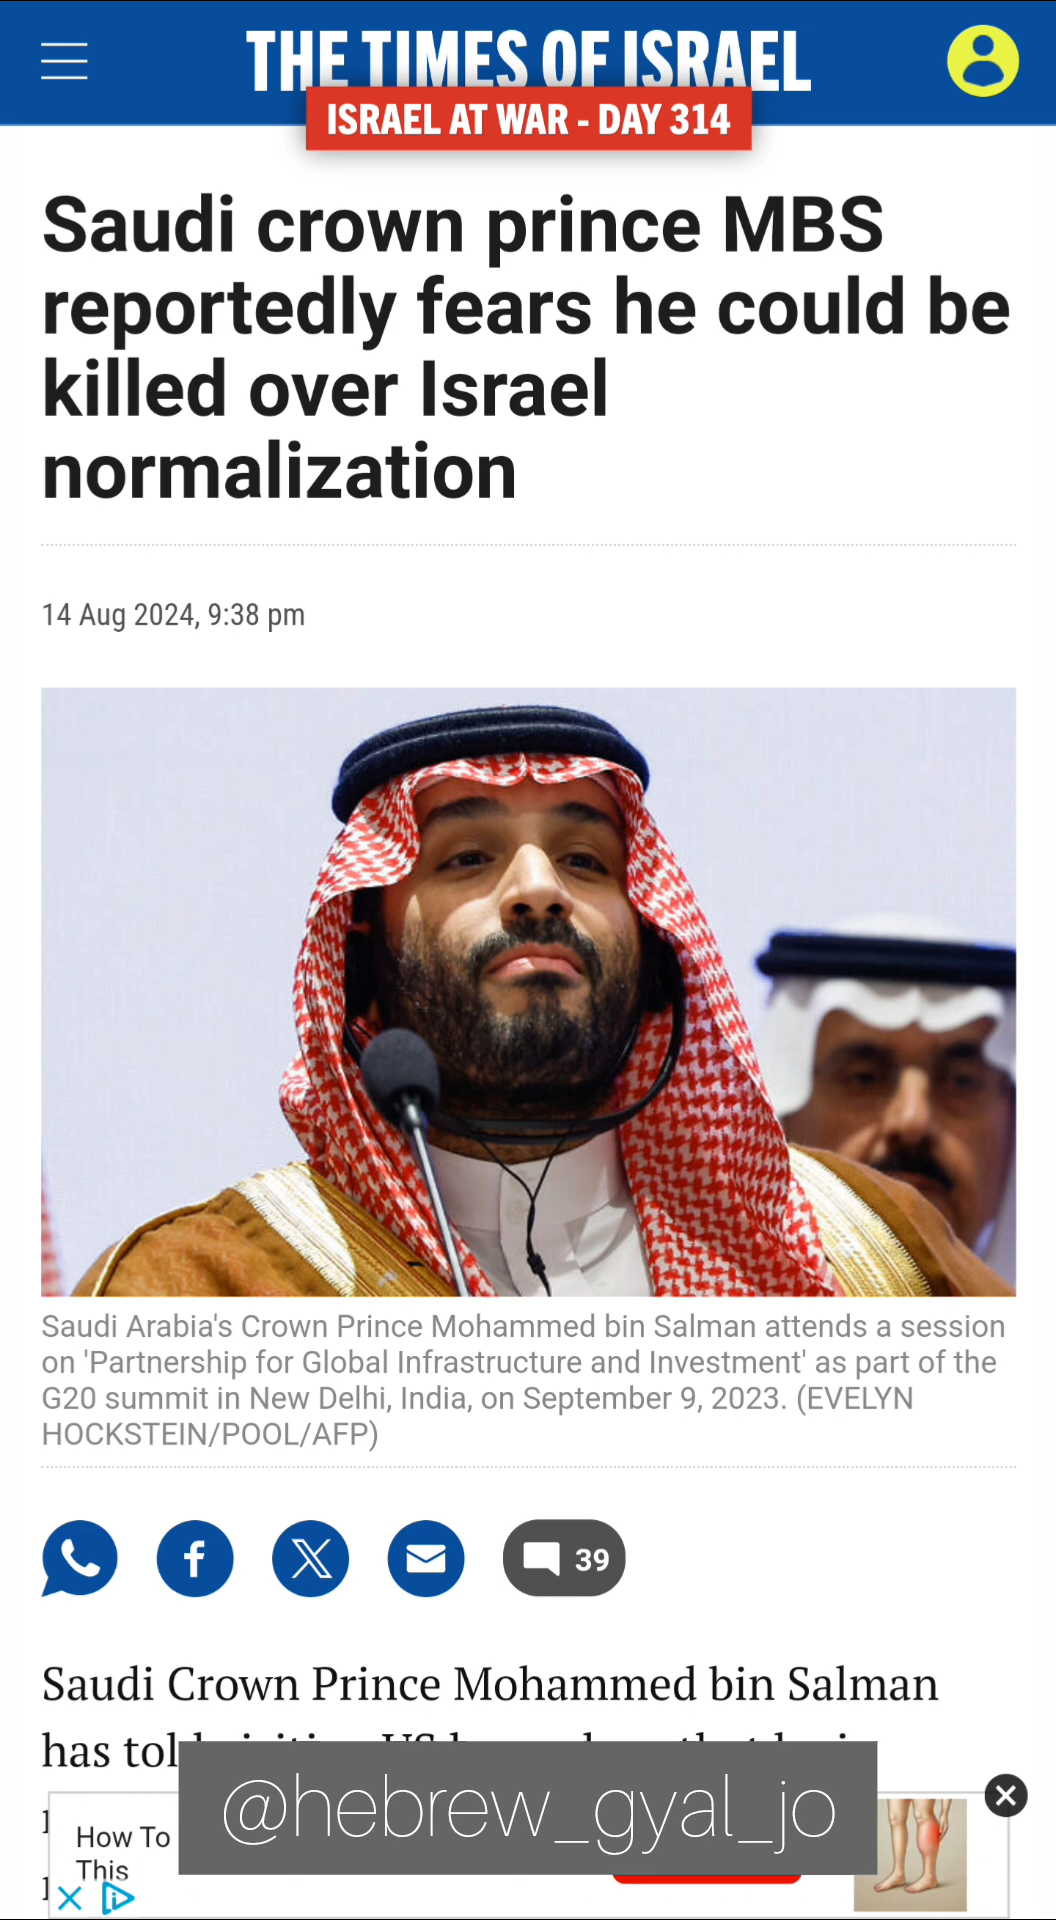 THE TIMES OF ISRAEL
ISRAEL AT WAR - DAY 314
Saudi crown prince MBS
reportedly fears he could be
killed over Israel
normalization
14 Aug 2024, 9:38 pm
Saudi Arabia's Crown Prince Mohammed bin Salman attends a session
on 'Partnership for Global Infrastructure and Investment' as part of the
G20 summit in New Delhi, India, on September 9, 2023. (EVELYN
HOCKSTEIN/POOL/AFP)
39
Saudi Crown Prince Mohammed bin Salman
has
@hebrew_gyal_jo
How To
This